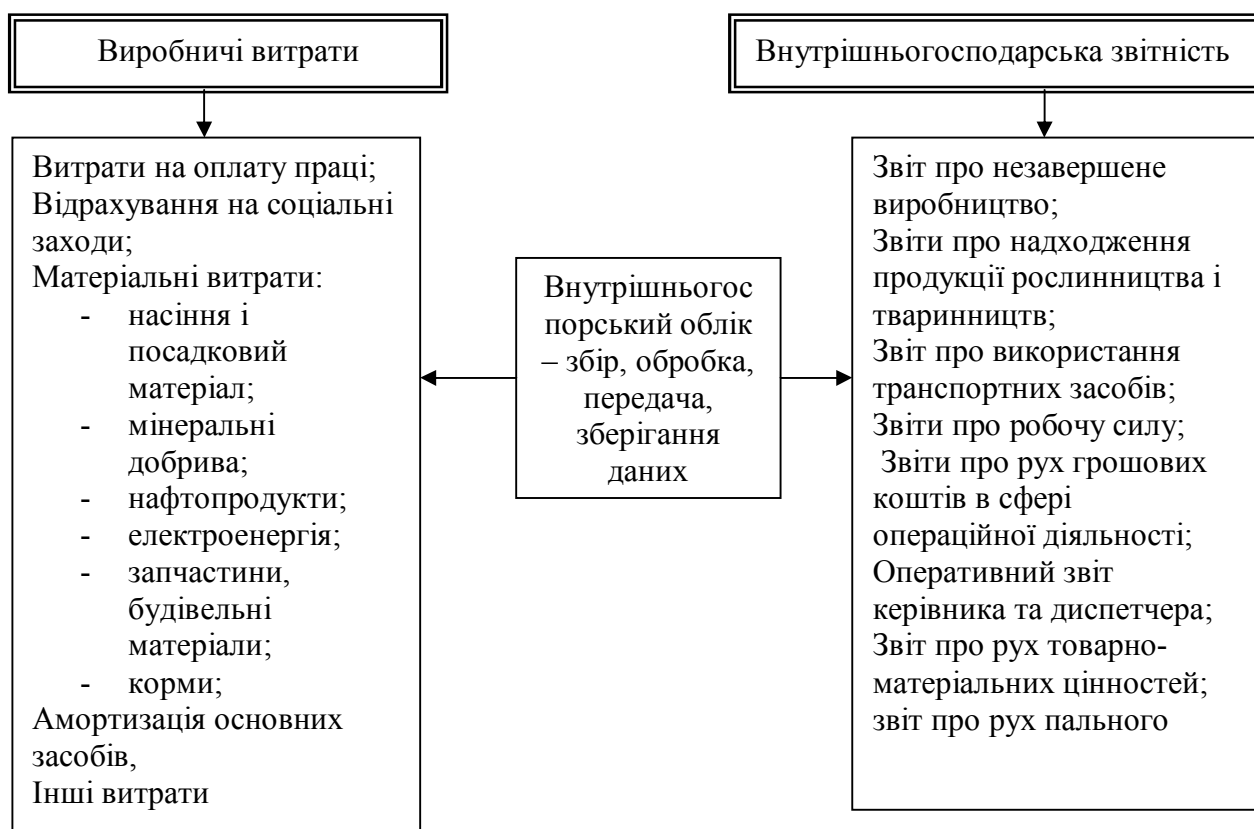 Виробничі витрати
Внутрішньогосподарська звітність
Витрати на оплату праці;
Відрахування на соціальні
заходи;
Матеріальні витрати:
- насіння і
посадковий
матеріал;
- мінеральні
добрива;
- нафтопродукти;
- електроенергія;
- запчастини,
будівельні
матеріали;
- корми;
Амортизація основних
засобів,
Інші витрати
Внутрішньогос
порський облік
– збір, обробка,
передача,
зберігання
даних
Звіт про незавершене
виробництво;
Звіти про надходження
продукції рослинництва і
тваринництв;
Звіт про використання
транспортних засобів;
Звіти про робочу силу;
Звіти про рух грошових
коштів в сфері
операційної діяльності;
Оперативний звіт
керівника та диспетчера;
Звіт про рух товарно-
матеріальних цінностей;
звіт про рух пального